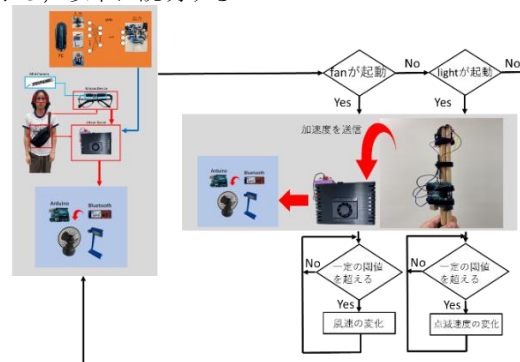 fanが起動
No
lightが起動
No
Yes
Yes
加速度を送信
Arduino
Bluetooth
Arduino
Bluetooth
No
一定の閾値
を超える
No
一定の閾値
を超える
Yes
Yes
風速の変化
点滅速度の変化